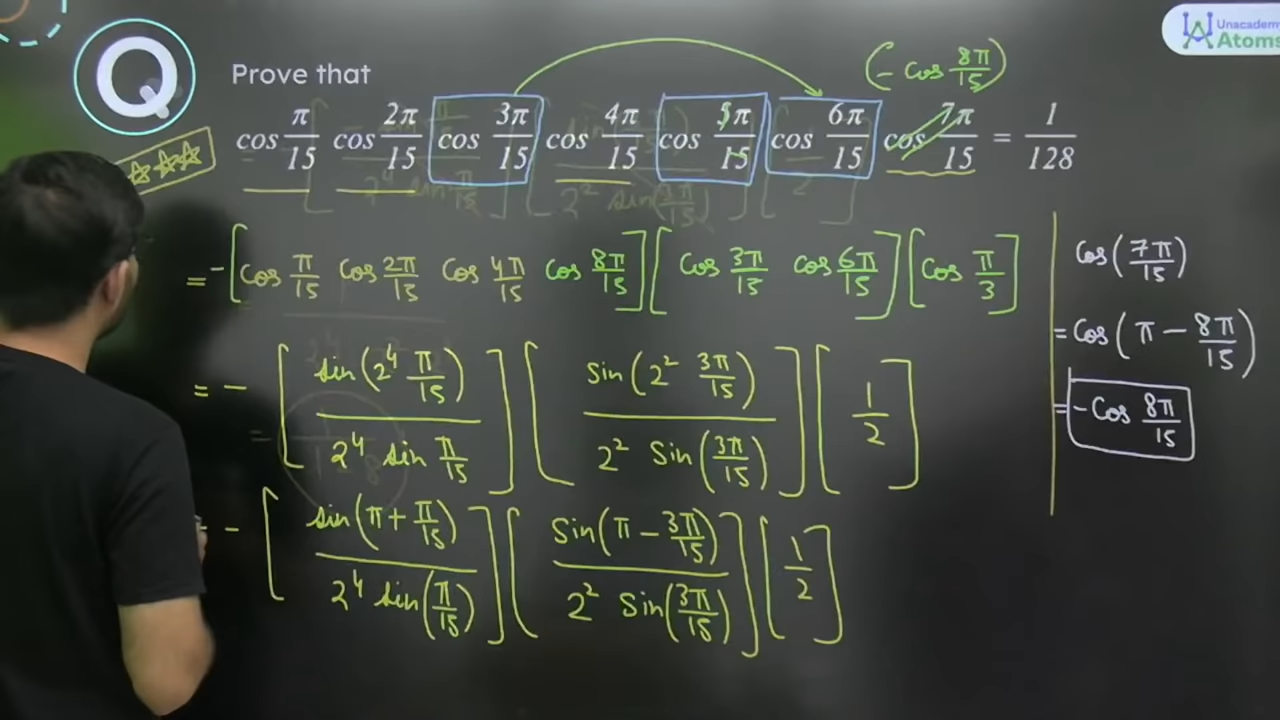 Unacademy
Atoms
Q
Prove that
(- cos 8π/15)
cos π/15 cos 2π/15 cos 3π/15 cos 4π/15 cos 5π/15 cos 6π/15 cos 7π/15 = 1/128
= -[cos π/15 cos 2π/15 cos 4π/15 cos 8π/15][cos 3π/15 cos 6π/15][cos π/3]
= - [sin(2⁴ π/15) / 2⁴ sin π/15] [sin(2² 3π/15) / 2² Sin(3π/15)] [1/2]
- [sin(π + π/15) / 2⁴ sin(π/15)] [Sin(π - 3π/15) / 2² Sin(3π/15)] [1/2]
cos(7π/15)
= cos(π - 8π/15)
= -Cos 8π/15